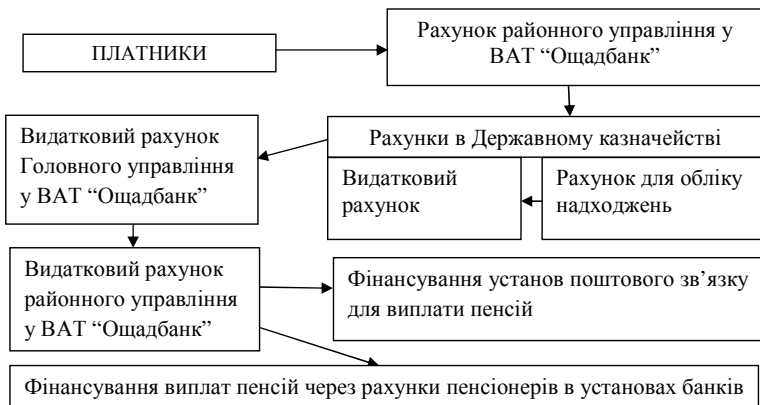 ПЛАТНИКИ
Рахунок районного управління у
ВАТ “Ощадбанк”
Рахунки в Державному казначействі
Видатковий
рахунок
Рахунок для обліку
надходжень
Видатковий рахунок
Головного управління
у ВАТ “Ощадбанк”
Видатковий рахунок
районного управління
у ВАТ “Ощадбанк”
Фінансування установ поштового зв’язку
для виплати пенсій
Фінансування виплат пенсій через рахунки пенсіонерів в установах банків